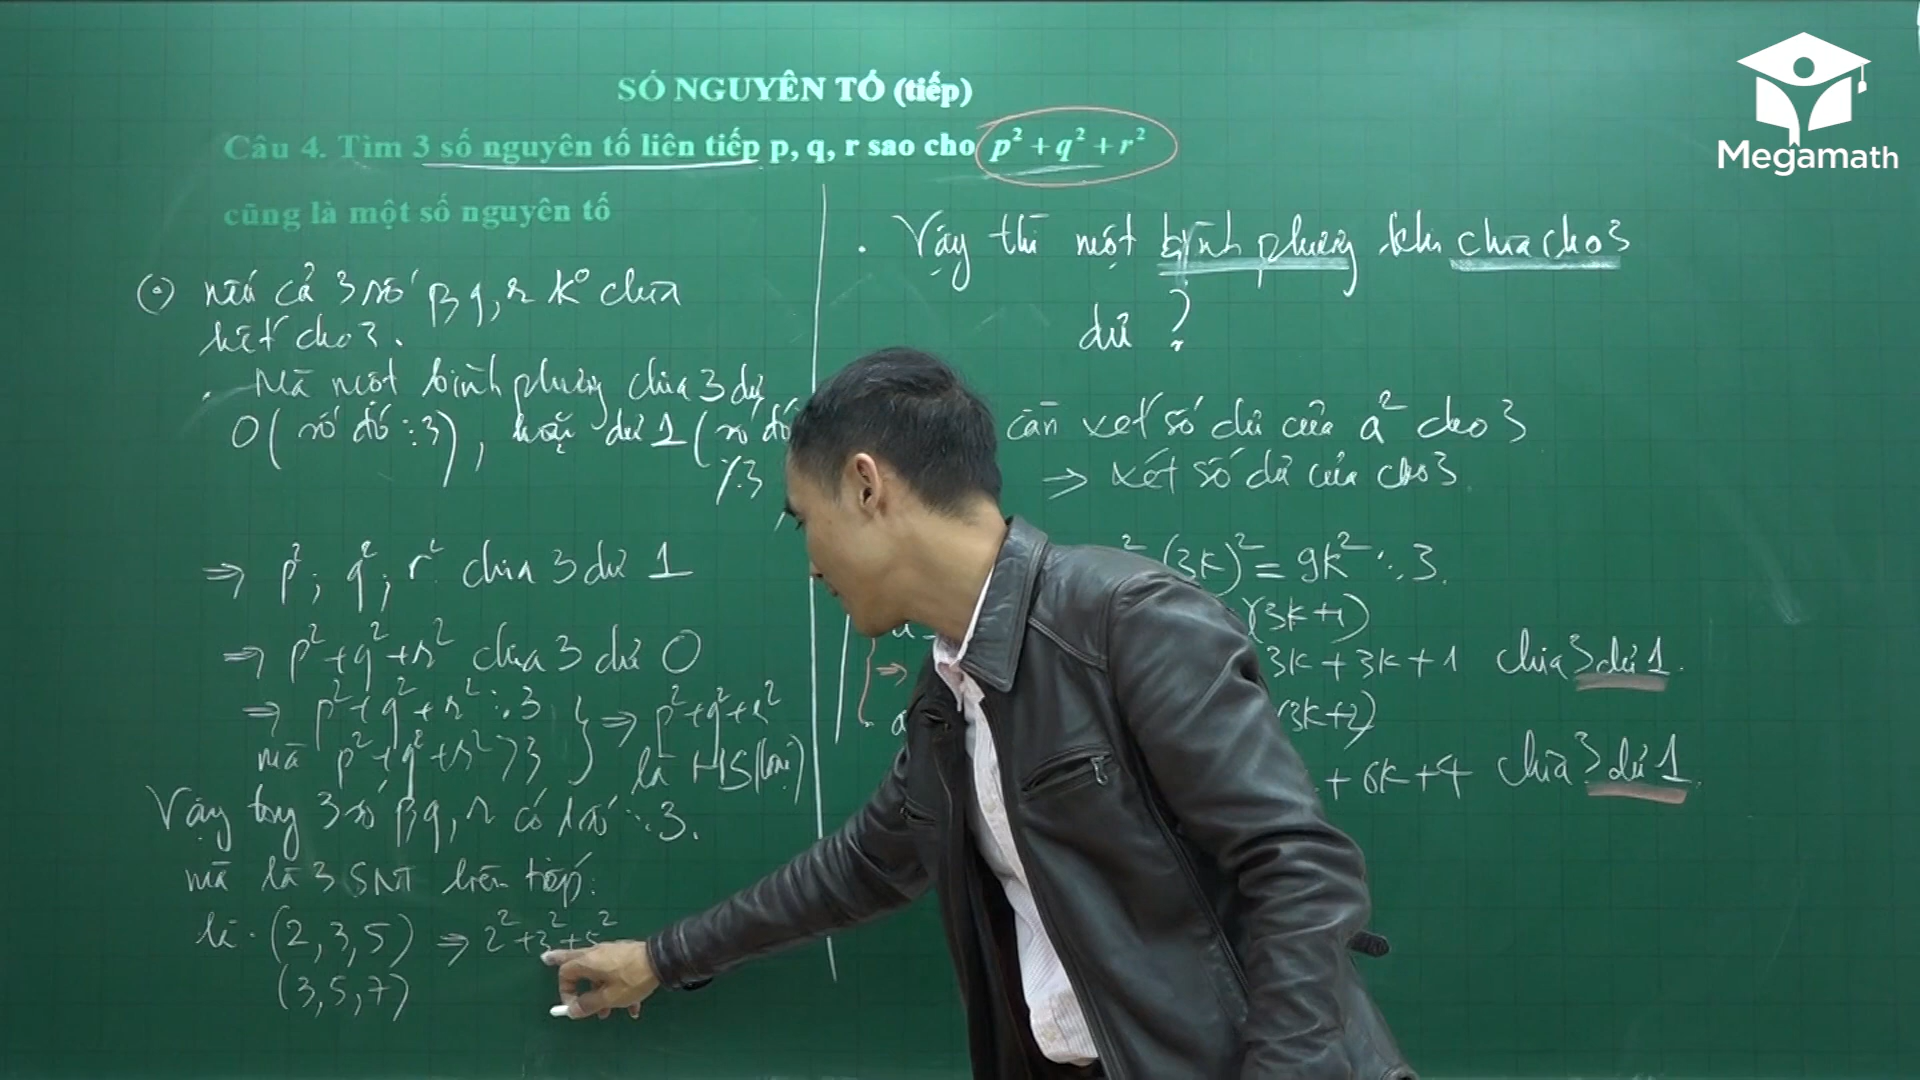 Megamath
SỐ NGUYÊN TỐ (tiếp)
Câu 4. Tìm 3 số nguyên tố liên tiếp p, q, r sao cho p² + q² + r²
cũng là một số nguyên tố
nếu cả 3 số p, q, r k° chia
hết cho 3.
. Mà một bình phương chia 3 dư
0 ( số đó ⋮ 3), hoặc dư 1 ( số đó
⋮̸ 3
⇒ p²; q²; r² chia 3 dư 1
⇒ p² + q² + r² chia 3 dư 0
⇒ p² + q² + r² ⋮ 3 } ⇒ p² + q² + r²
mà p² + q² + r² > 3 là HS (loại)
Vậy trong 3 số p, q, r có 1 số ⋮ 3.
mà là 3 SNT liên tiếp:
là · (2, 3, 5) ⇒ 2² + 3² + 5²
(3, 5, 7)
. Vậy thì một bình phương khi chia cho 3
dư ?
cần xét số dư của a² cho 3
→ xét số dư của cho 3.
² (3k)² = 9k² ⋮ 3.
(3k+1)
3k + 3k + 1 chia 3 dư 1.
(3k+2)
+ 6k + 4 chia 3 dư 1.